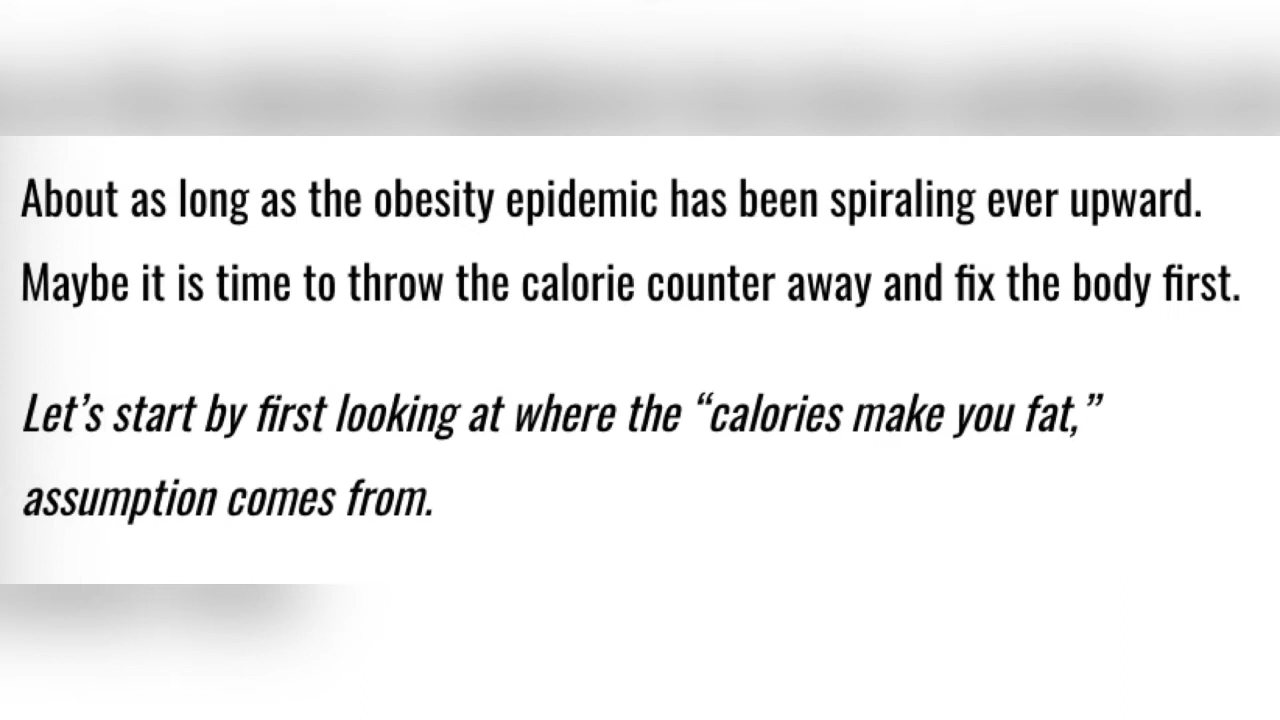 About as long as the obesity epidemic has been spiraling ever upward.
Maybe it is time to throw the calorie counter away and fix the body first.
Let’s start by first looking at where the “calories make you fat,”
assumption comes from.